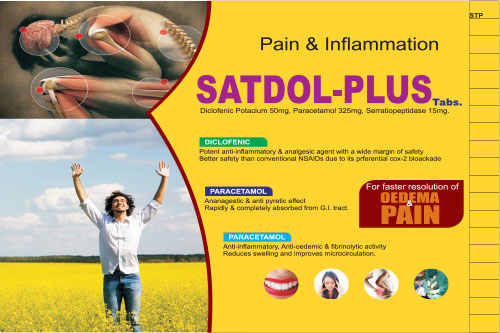 STP
Pain & Inflammation
SATDOL-PLUS Tabs.
Diclofenic Potacium 50mg, Paracetamol 325mg, Serratiopeptidase 15mg.
DICLOFENIC
Potent anti-inflammatory & analgesic agent with a wide margin of safety
Better safety than conventional NSAIDs due to its prferential cox-2 bloackade
PARACETAMOL
Ananagestic & anti pyretic effect
Rapidly & completely absorbed from G.I. tract.
For faster resolution of
OEDEMA
&
PAIN
PARACETAMOL
Anti-inflammatory, Anti-oedemic & fibrinolytic activity
Reduces swelling and improves microcirculation.